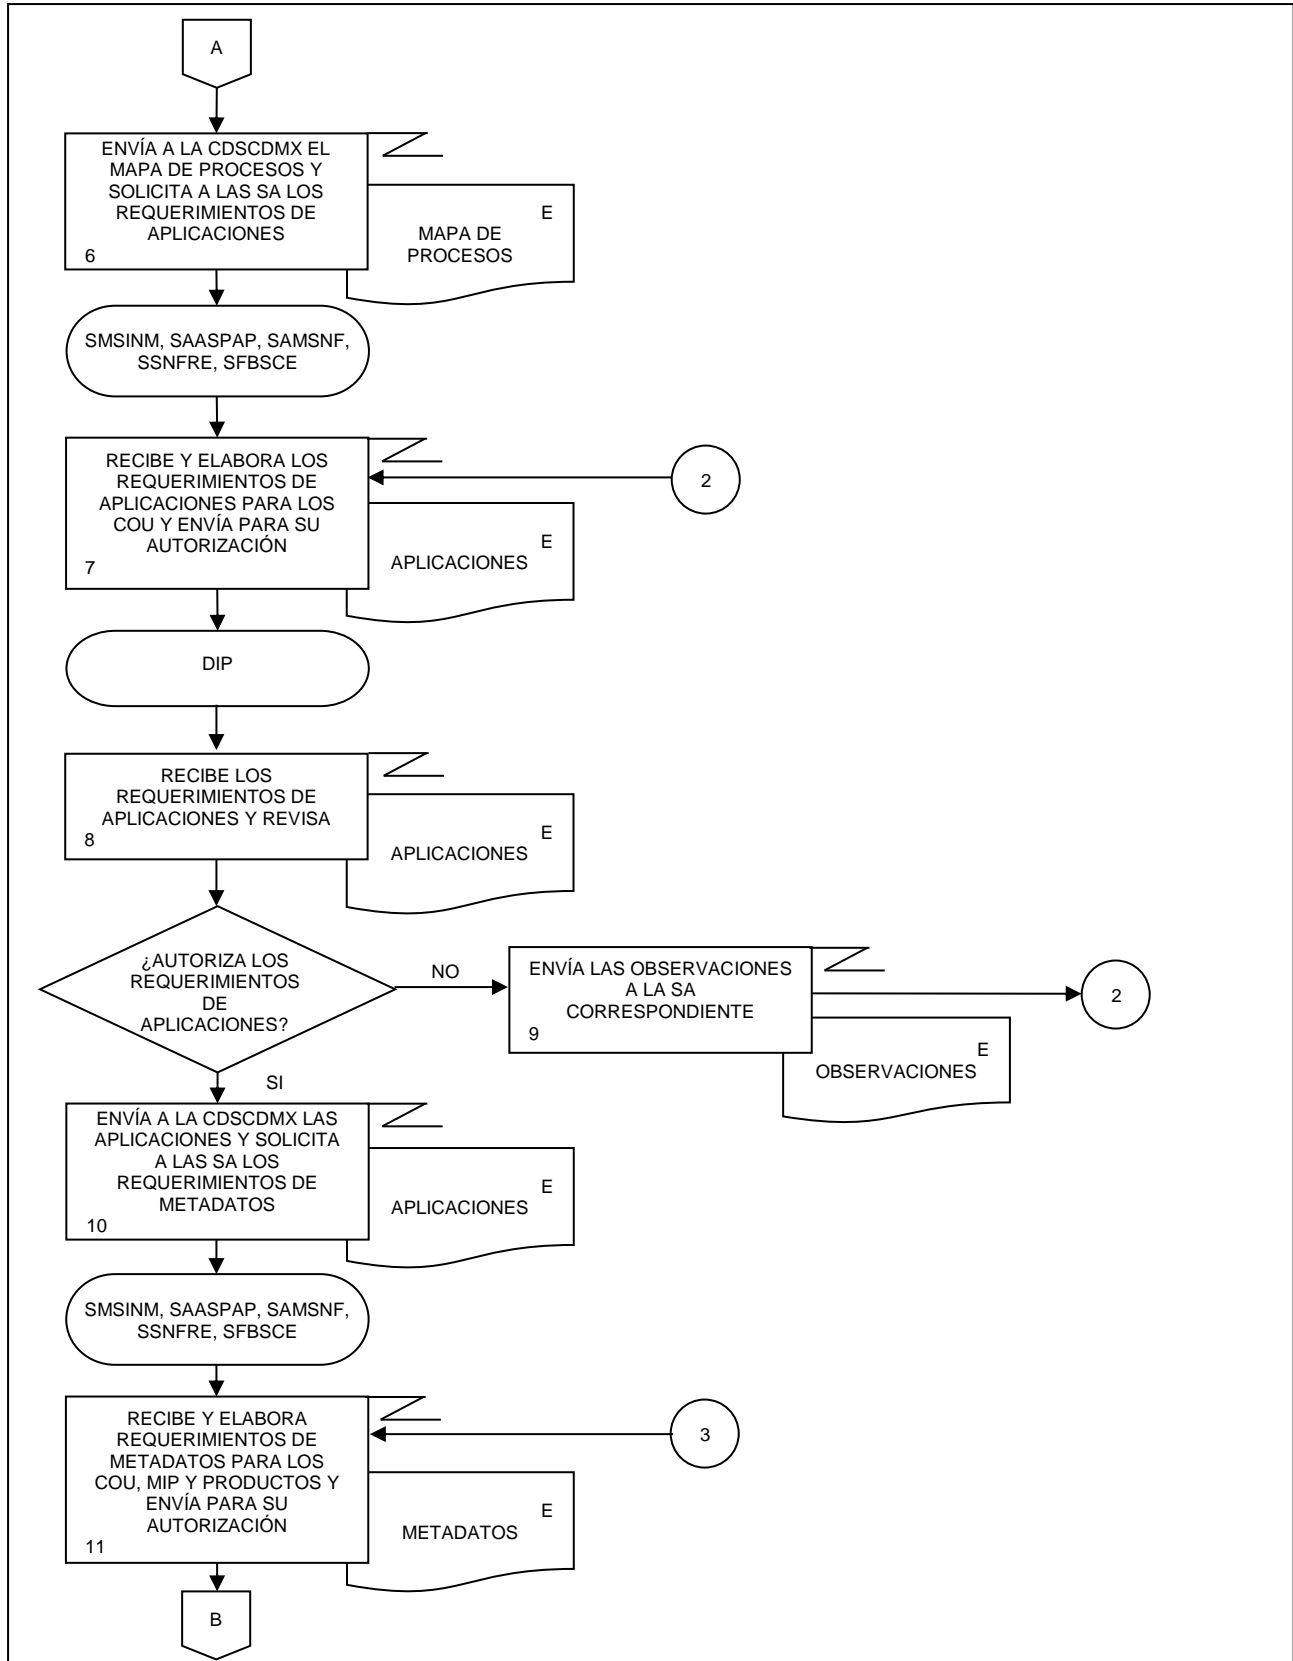 A
ENVÍA A LA CDSCDMX EL
MAPA DE PROCESOS Y
SOLICITA A LAS SA LOS
REQUERIMIENTOS DE
APLICACIONES
6
E
MAPA DE
PROCESOS
SMSINM, SAASPAP, SAMSNF,
SSNFRE, SFBSCE
RECIBE Y ELABORA LOS
REQUERIMIENTOS DE
APLICACIONES PARA LOS
COU Y ENVÍA PARA SU
AUTORIZACIÓN
7
2
E
APLICACIONES
DIP
RECIBE LOS
REQUERIMIENTOS DE
APLICACIONES Y REVISA
8
E
APLICACIONES
¿AUTORIZA LOS
REQUERIMIENTOS
DE
APLICACIONES?
NO
ENVÍA LAS OBSERVACIONES
A LA SA
CORRESPONDIENTE
9
2
E
OBSERVACIONES
SI
ENVÍA A LA CDSCDMX LAS
APLICACIONES Y SOLICITA
A LAS SA LOS
REQUERIMIENTOS DE
METADATOS
10
E
APLICACIONES
SMSINM, SAASPAP, SAMSNF,
SSNFRE, SFBSCE
RECIBE Y ELABORA
REQUERIMIENTOS DE
METADATOS PARA LOS
COU, MIP Y PRODUCTOS Y
ENVÍA PARA SU
AUTORIZACIÓN
11
3
E
METADATOS
B